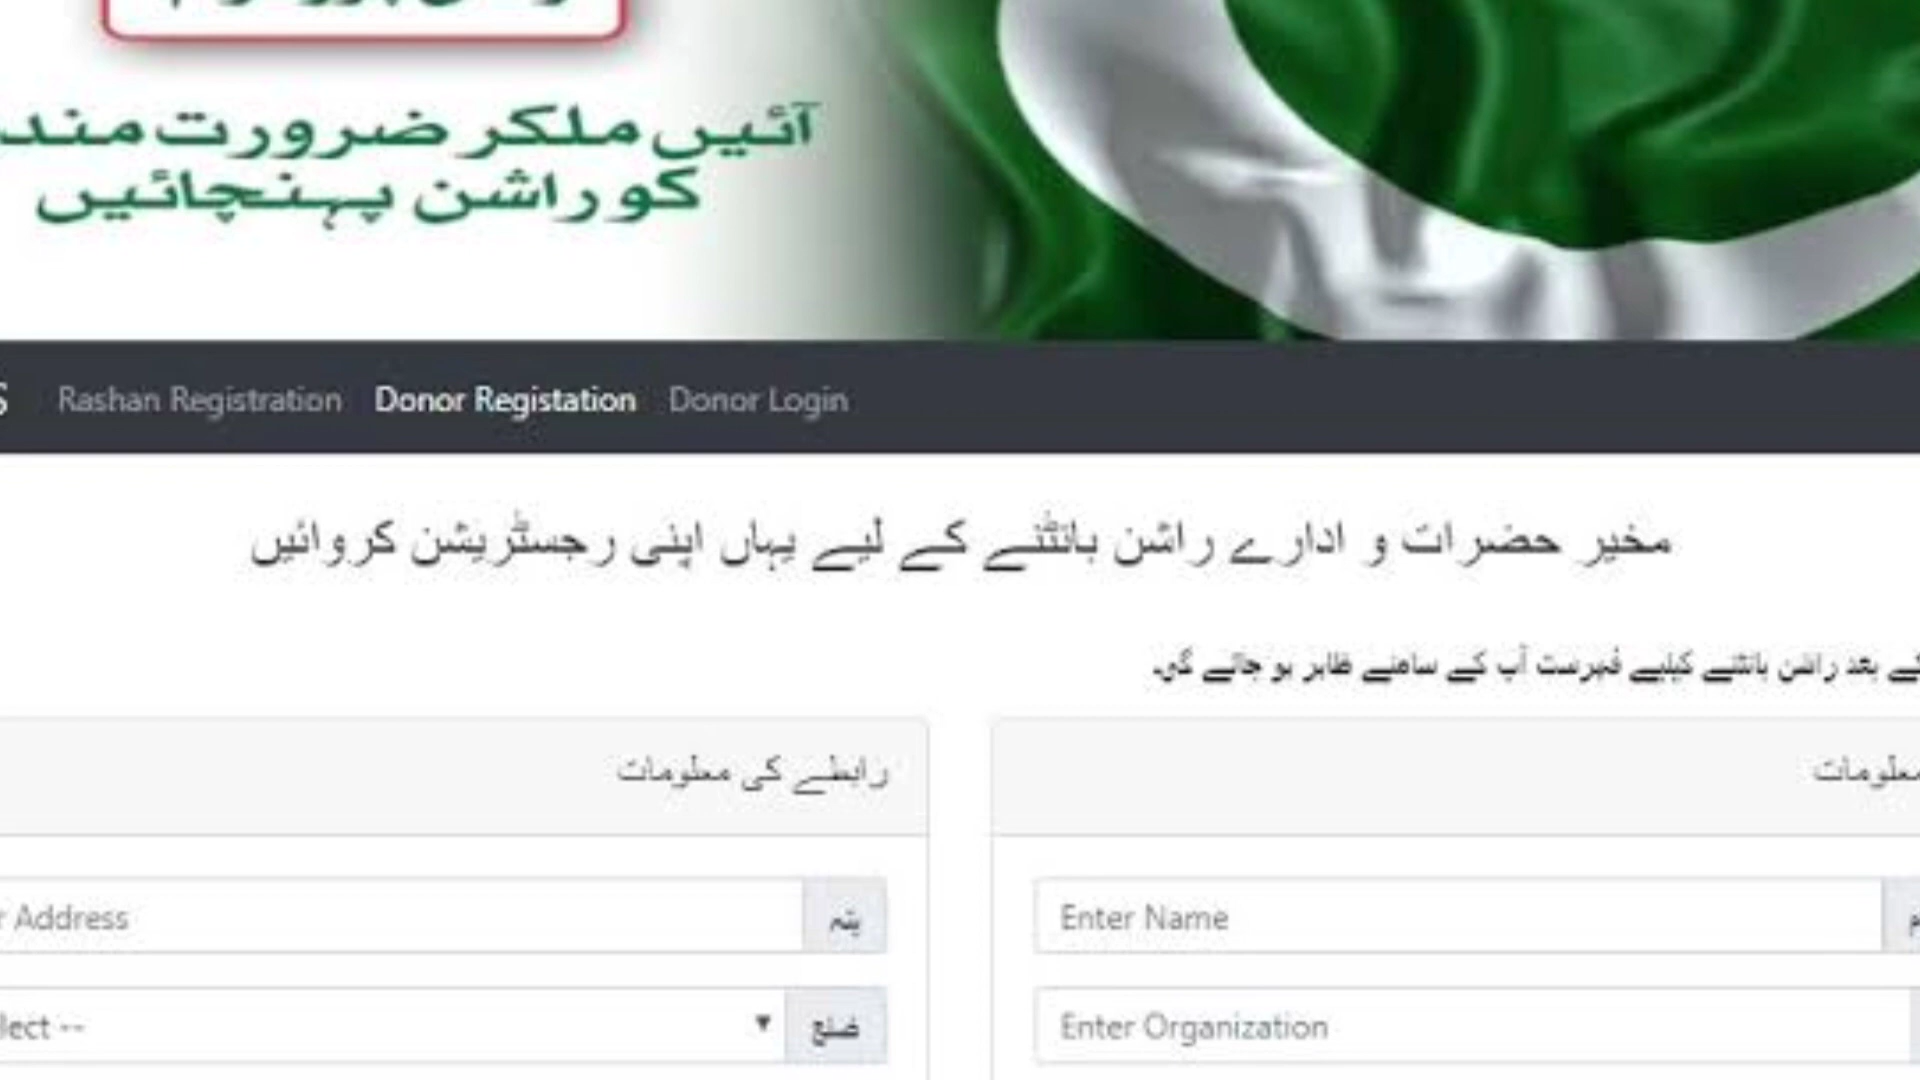 آئیں ملکر ضرورت مند
کو راشن پہنچائیں
Rashan Registration Donor Registation Donor Login
مخیر حضرات و ادارے راشن بانٹنے کے لیے یہاں اپنی رجسٹریشن کروائیں
کے بعد راشن بانٹنے کیلیے فہرست آپ کے سامنے ظاہر ہو جائے گی۔
معلومات
رابطے کی معلومات
Enter Name
Address پتہ
Enter Organization
-- ضلع